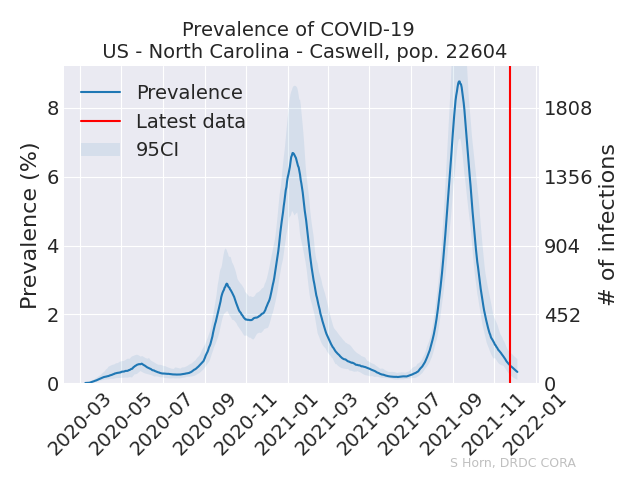 Prevalence of COVID-19
US - North Carolina - Caswell, pop. 22604
Prevalence
Latest data
95CI
Prevalence (%)
8
6
4
2
0
1808
1356
904
452
0
# of infections
2020-03
2020-05
2020-07
2020-09
2020-11
2021-01
2021-03
2021-05
2021-07
2021-09
2021-11
2022-01
S Horn, DRDC CORA